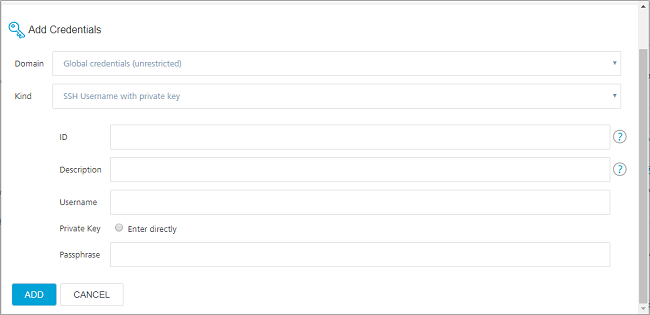 Add Credentials
Domain Global credentials (unrestricted)
Kind SSH Username with private key
ID ?
Description ?
Username
Private Key Enter directly
Passphrase
ADD CANCEL